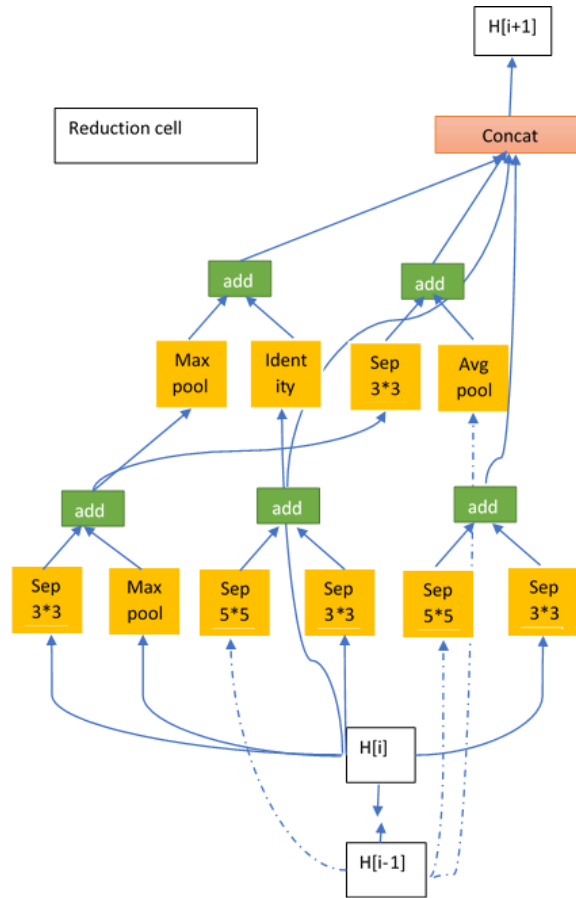 H[i+1]
Reduction cell
Concat
add
add
Max
pool
Ident
ity
Sep
3*3
Avg
pool
add
add
add
Sep
3*3
Max
pool
Sep
5*5
Sep
3*3
Sep
5*5
Sep
3*3
H[i]
H[i-1]